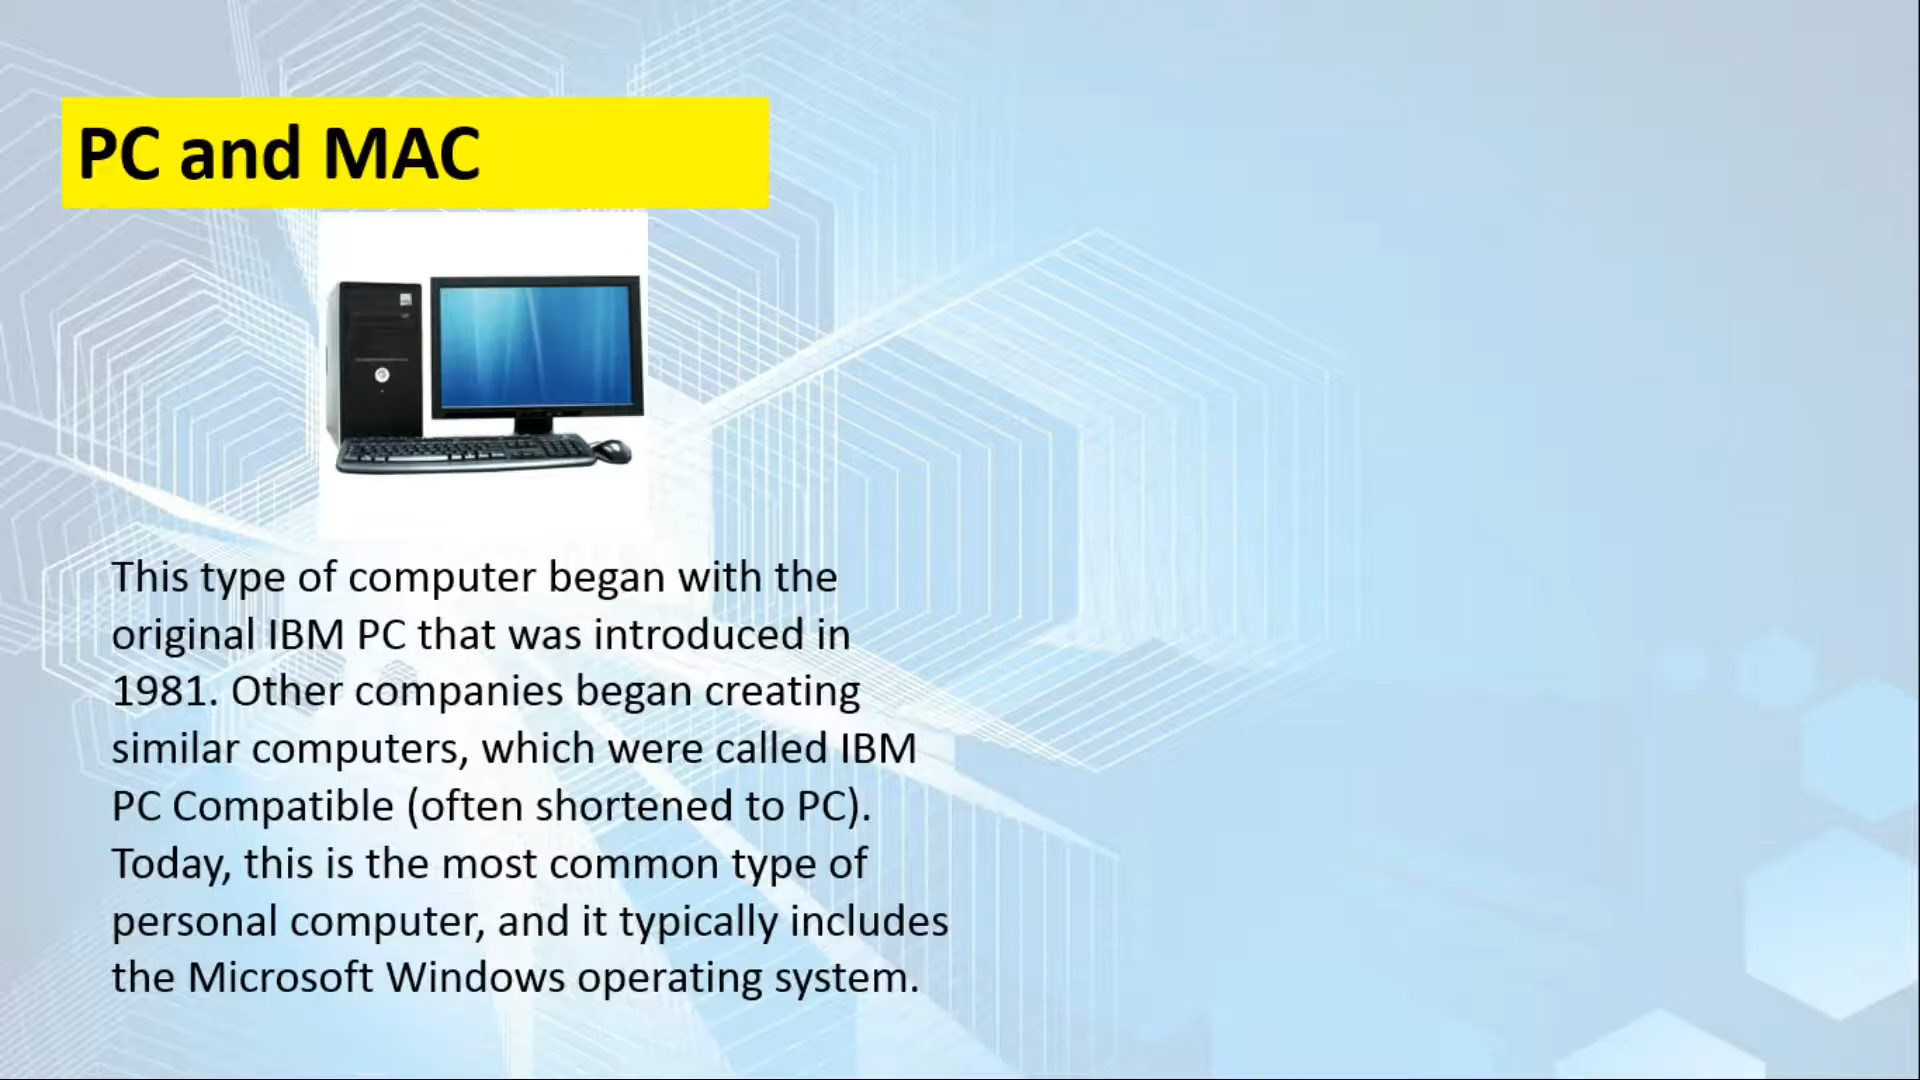 PC and MAC
This type of computer began with the
original IBM PC that was introduced in
1981. Other companies began creating
similar computers, which were called IBM
PC Compatible (often shortened to PC).
Today, this is the most common type of
personal computer, and it typically includes
the Microsoft Windows operating system.